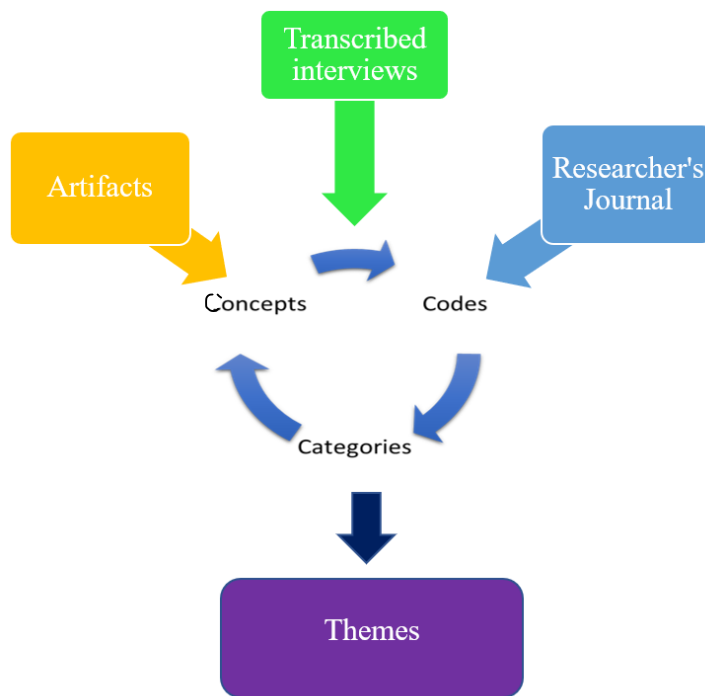 Transcribed
interviews
Artifacts
Researcher's
Journal
Concepts
Codes
Categories
Themes